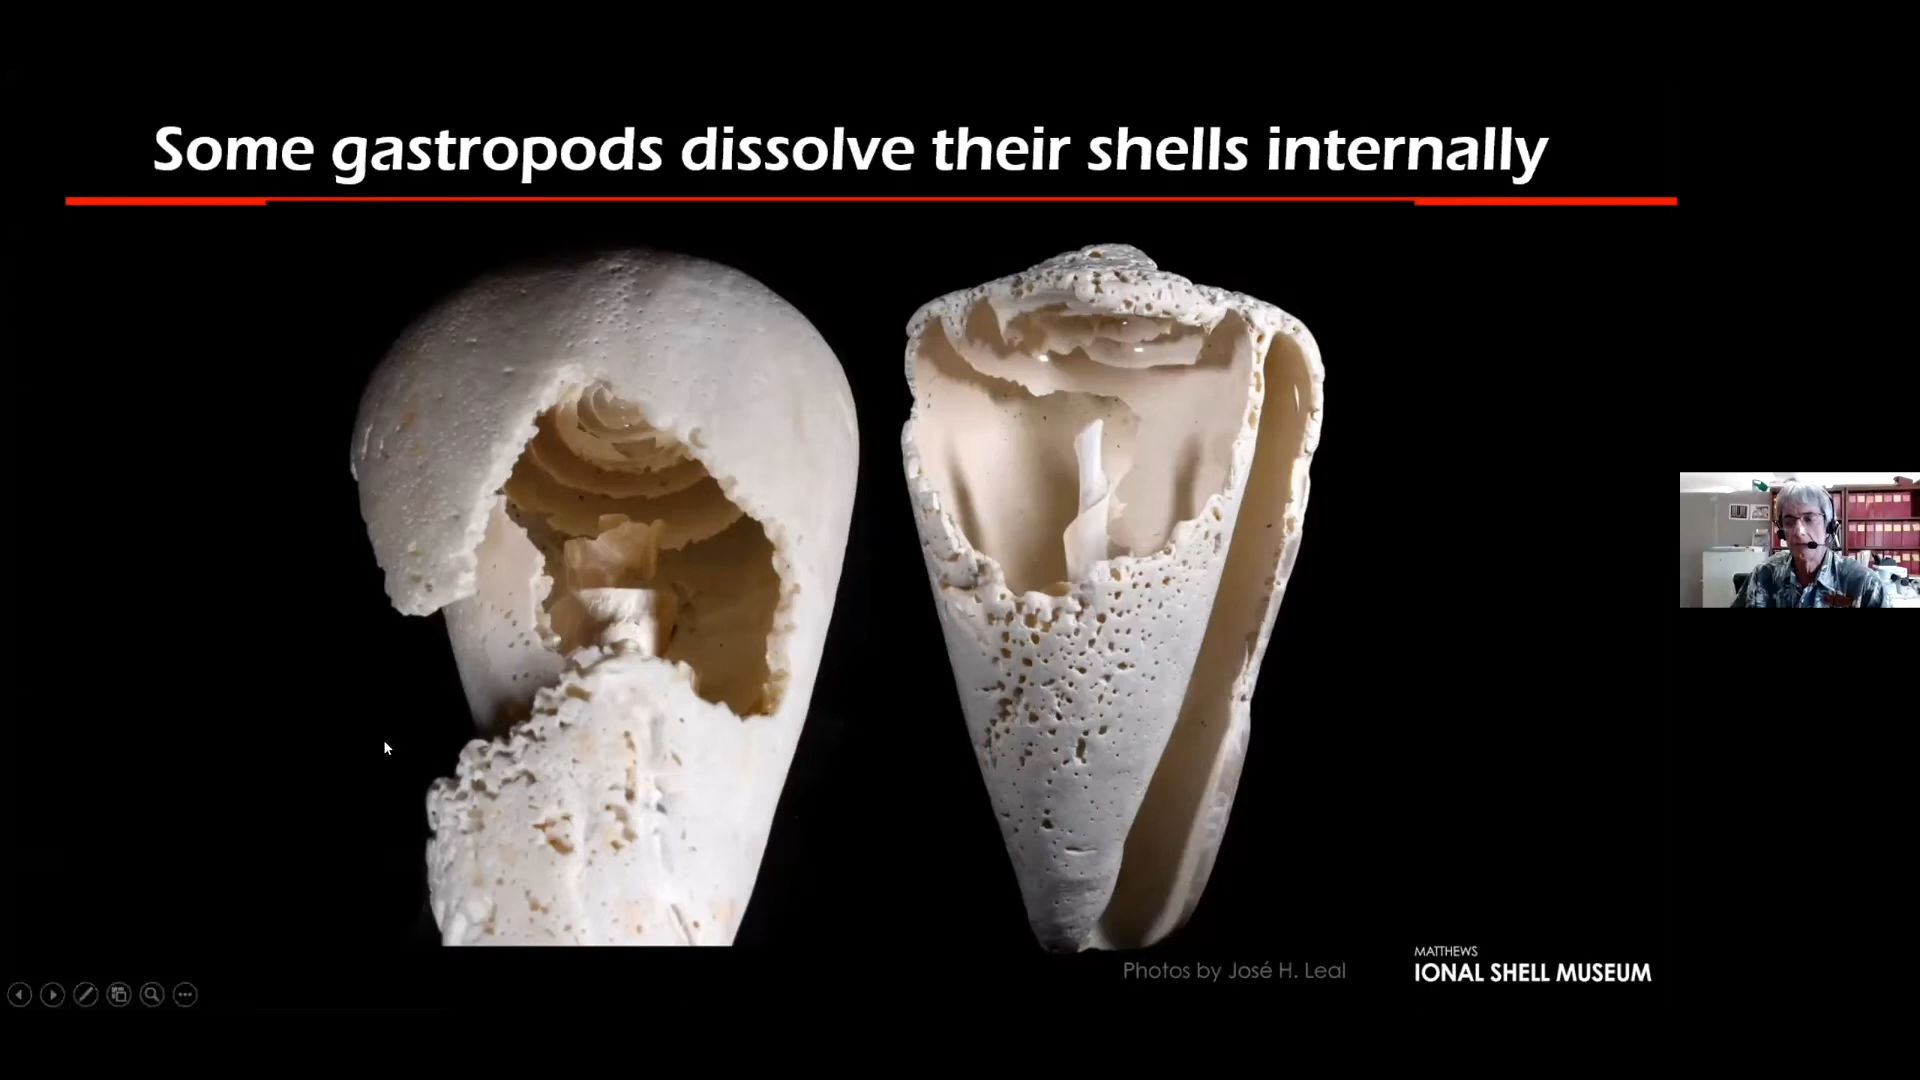 Some gastropods dissolve their shells internally
Photos by José H. Leal
MATTHEWS
IONAL SHELL MUSEUM